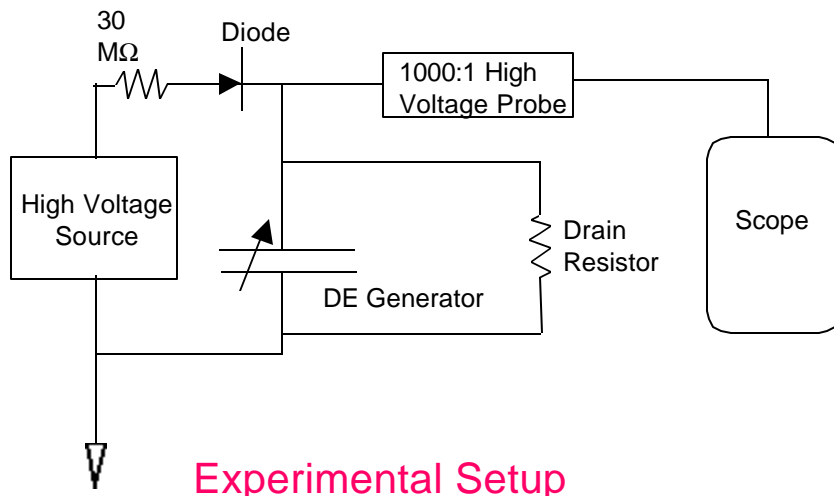 30
MΩ
Diode
1000:1 High
Voltage Probe
High Voltage
Source
Scope
Drain
Resistor
DE Generator
Experimental Setup